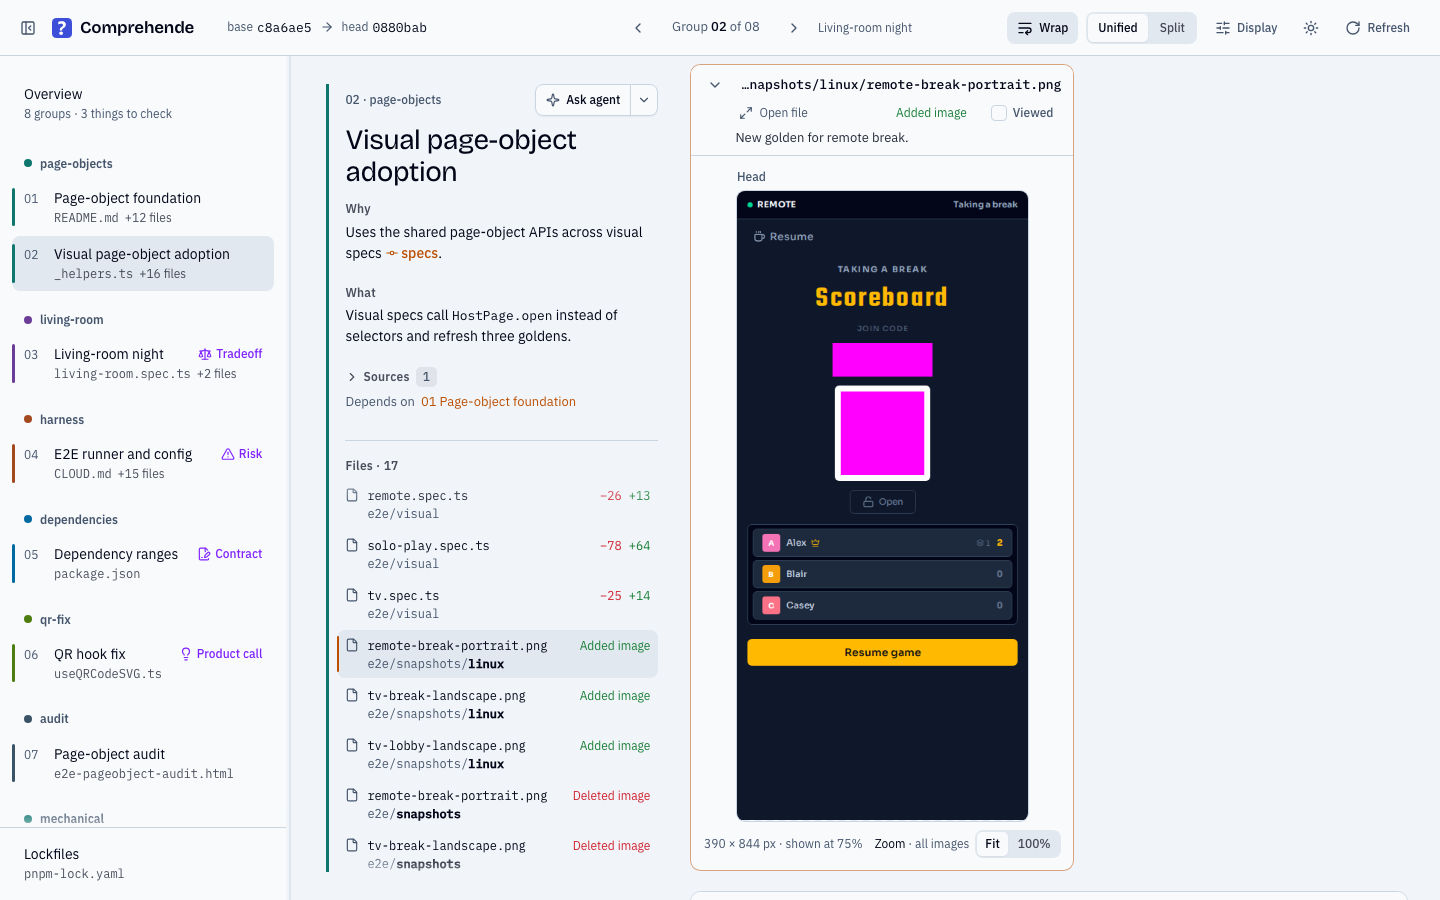 Comprehende
base c8a6ae5 → head 0880bab
Group 02 of 08
Living-room night
Wrap
Unified
Split
Display
Refresh
Overview
8 groups · 3 things to check
page-objects
01 Page-object foundation
README.md +12 files
02 Visual page-object adoption
_helpers.ts +16 files
living-room
03 Living-room night Tradeoff
living-room.spec.ts +2 files
harness
04 E2E runner and config Risk
CLOUD.md +15 files
dependencies
05 Dependency ranges Contract
package.json
qr-fix
06 QR hook fix Product call
useQRCodeSVG.ts
audit
07 Page-object audit
e2e-pageobject-audit.html
mechanical
Lockfiles
pnpm-lock.yaml
02 · page-objects
Ask agent
Visual page-object
adoption
Why
Uses the shared page-object APIs across visual
specs specs.
What
Visual specs call HostPage.open instead of
selectors and refresh three goldens.
Sources 1
Depends on 01 Page-object foundation
Files · 17
remote.spec.ts −26 +13
e2e/visual
solo-play.spec.ts −78 +64
e2e/visual
tv.spec.ts −25 +14
e2e/visual
remote-break-portrait.png Added image
e2e/snapshots/linux
tv-break-landscape.png Added image
e2e/snapshots/linux
tv-lobby-landscape.png Added image
e2e/snapshots/linux
remote-break-portrait.png Deleted image
e2e/snapshots
tv-break-landscape.png Deleted image
e2e/snapshots
…napshots/linux/remote-break-portrait.png
Open file
Added image
Viewed
New golden for remote break.
Head
REMOTE
Taking a break
Resume
TAKING A BREAK
Scoreboard
JOIN CODE
Open
A Alex 1 2
B Blair 0
C Casey 0
Resume game
390 × 844 px · shown at 75%
Zoom · all images
Fit
100%